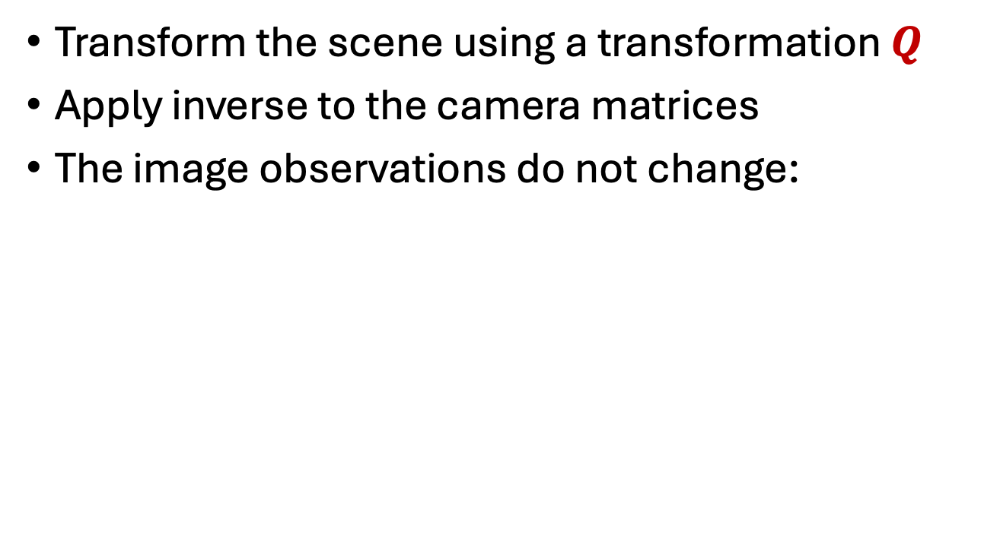 • Transform the scene using a transformation Q
• Apply inverse to the camera matrices
• The image observations do not change: